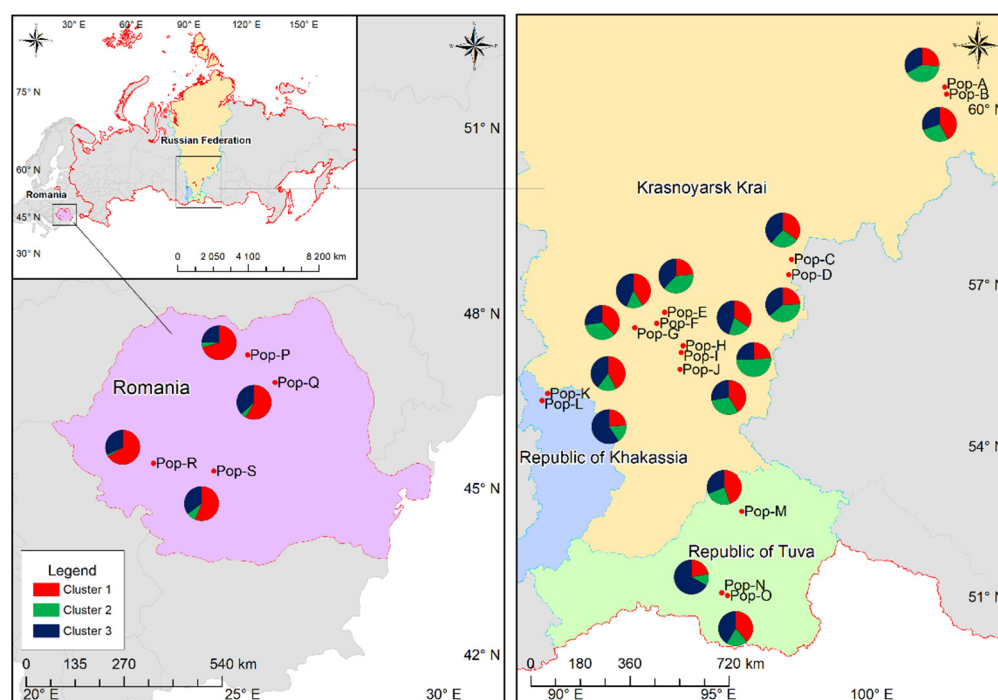 30° E 60° E 90° E 120° E 150° E
75° N
60° N
45° N
30° N
Russian Federation
Romania
0 2 050 4 100 8 200 km
51° N
48° N
45° N
42° N
Pop-P
Romania
Pop-Q
Pop-R
Pop-S
Legend
Cluster 1
Cluster 2
Cluster 3
0 135 270 540 km
20° E 25° E 30° E
Pop-A
Pop-B
60° N
Krasnoyarsk Krai
Pop-C
Pop-D
57° N
Pop-E
Pop-F
Pop-G
Pop-H
Pop-I
Pop-J
Pop-K
Pop-L
54° N
Republic of Khakassia
Pop-M
Republic of Tuva
Pop-N
Pop-O
51° N
0 180 360 720 km
90° E 95° E 100° E